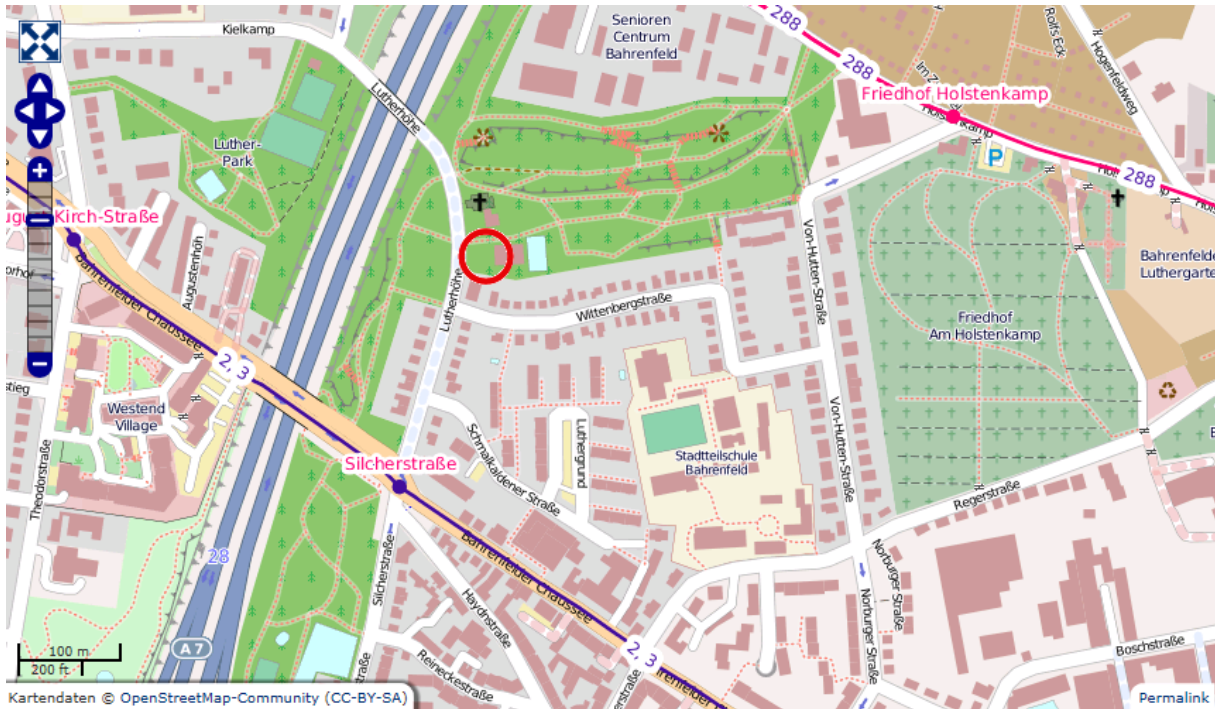 Kielkamp
Senioren
Centrum
Bahrenfeld
288
288
Rolfs Eck
Hogenfeldweg
Friedhof Holstenkamp
Lutherhöhe
Luther-
Park
P
288
Kirch-Straße
Augustenhöh
Bahrenfelder Chaussee
Von-Hutten-Straße
Lutherhöhe
Wittenbergstraße
Friedhof
Am Holstenkamp
2, 3
Westend
Village
Theodorstraße
Silcherstraße
Schmalkaldener Straße
Luthergrund
Stadtteilschule
Bahrenfeld
Von-Hutten-Straße
Regerstraße
28
Silcherstraße
Bahrenfelder Chaussee
Haydnstraße
Norburger Straße
Norburger Straße
A 7
100 m
200 ft
Reineckestraße
2, 3
Boschstraße
Kartendaten © OpenStreetMap-Community (CC-BY-SA)
Permalink